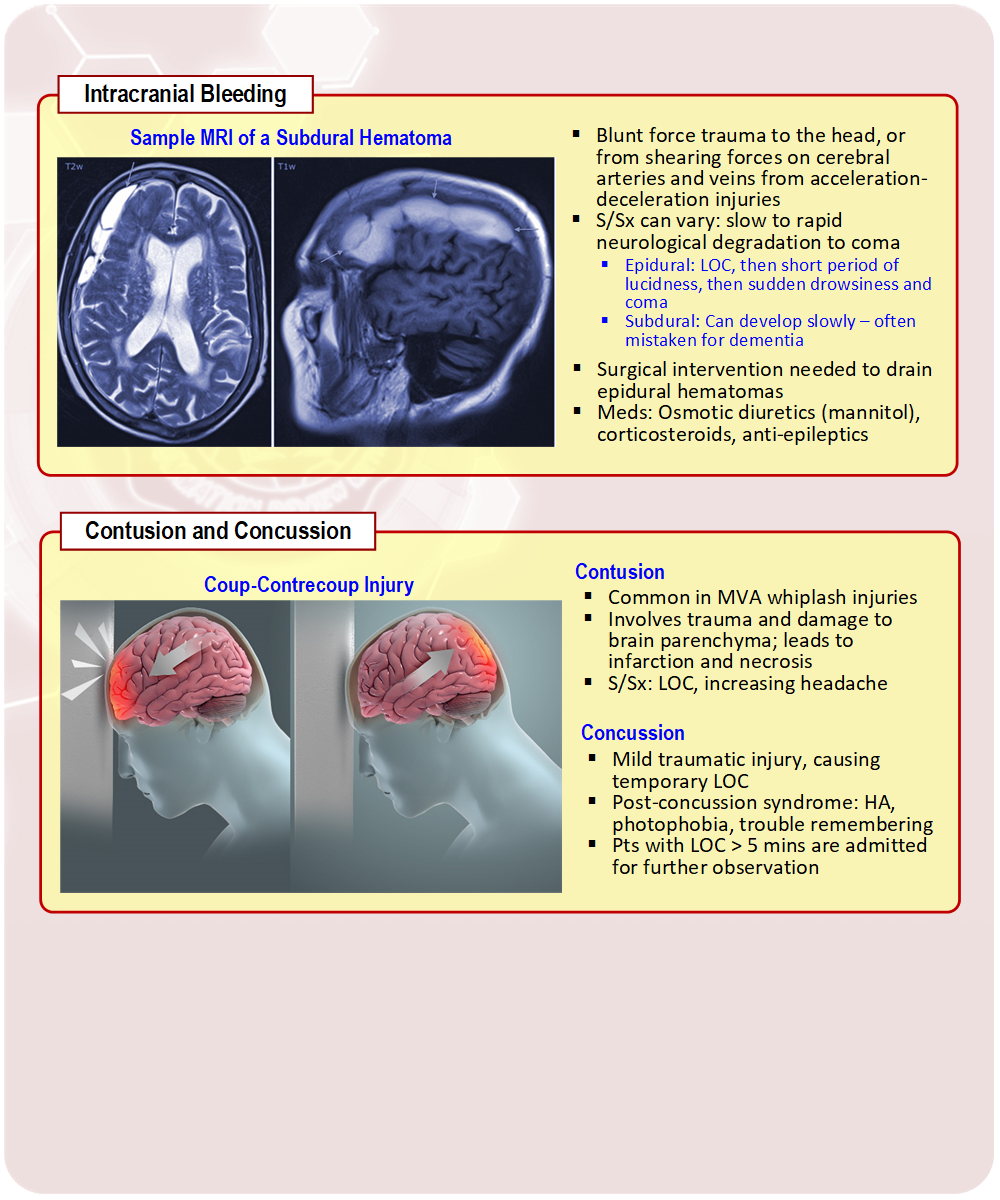 Intracranial Bleeding
Sample MRI of a Subdural Hematoma
T2w
T1w
▪ Blunt force trauma to the head, or
from shearing forces on cerebral
arteries and veins from acceleration-
deceleration injuries
▪ S/Sx can vary: slow to rapid
neurological degradation to coma
▪ Epidural: LOC, then short period of
lucidness, then sudden drowsiness and
coma
▪ Subdural: Can develop slowly – often
mistaken for dementia
▪ Surgical intervention needed to drain
epidural hematomas
▪ Meds: Osmotic diuretics (mannitol),
corticosteroids, anti-epileptics
Contusion and Concussion
Coup-Contrecoup Injury
Contusion
▪ Common in MVA whiplash injuries
▪ Involves trauma and damage to
brain parenchyma; leads to
infarction and necrosis
▪ S/Sx: LOC, increasing headache
Concussion
▪ Mild traumatic injury, causing
temporary LOC
▪ Post-concussion syndrome: HA,
photophobia, trouble remembering
▪ Pts with LOC > 5 mins are admitted
for further observation